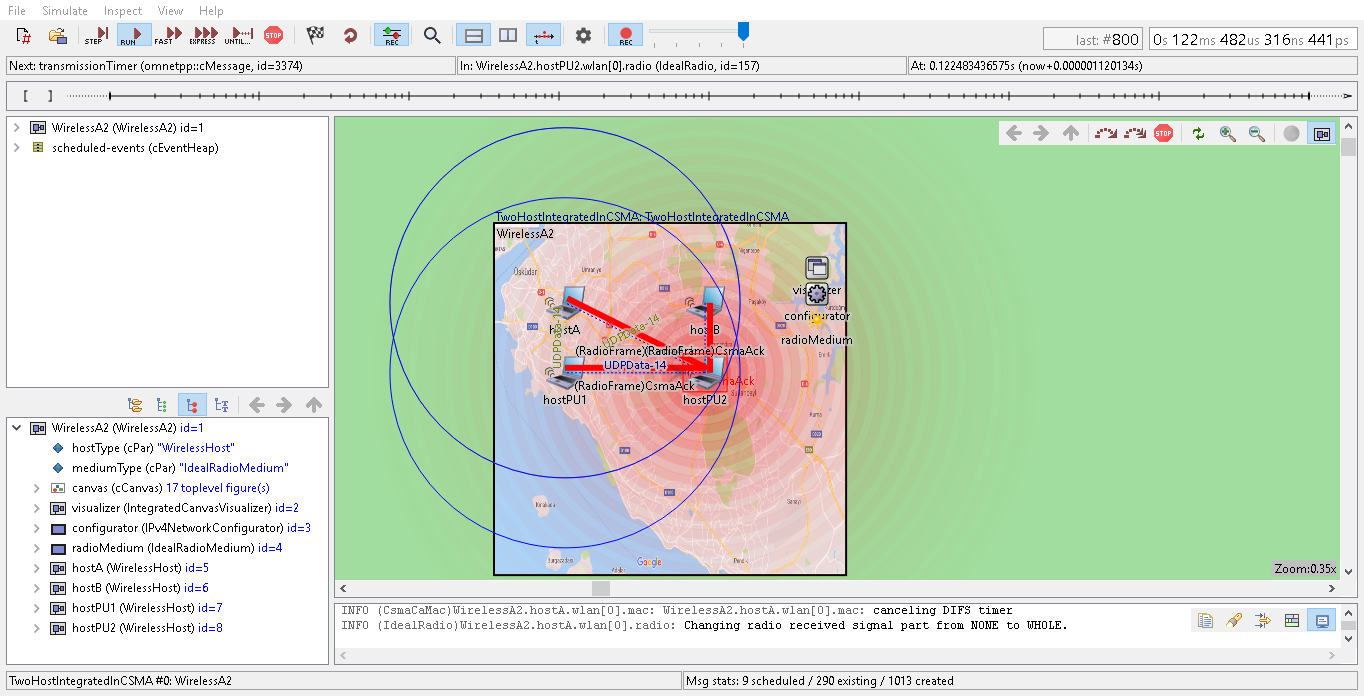 File Simulate Inspect View Help
STEP RUN FAST EXPRESS UNTIL... STOP REC REC
last: #800
0s 122ms 482us 316ns 441ps
Next: transmissionTimer (omnetpp::cMessage, id=3374)
In: WirelessA2.hostPU2.wlan[0].radio (IdealRadio, id=157)
At: 0.122483436575s (now+0.000001120134s)
[ ]
WirelessA2 (WirelessA2) id=1
scheduled-events (cEventHeap)
WirelessA2 (WirelessA2) id=1
hostType (cPar) "WirelessHost"
mediumType (cPar) "IdealRadioMedium"
canvas (cCanvas) 17 toplevel figure(s)
visualizer (IntegratedCanvasVisualizer) id=2
configurator (IPv4NetworkConfigurator) id=3
radioMedium (IdealRadioMedium) id=4
hostA (WirelessHost) id=5
hostB (WirelessHost) id=6
hostPU1 (WirelessHost) id=7
hostPU2 (WirelessHost) id=8
STOP
TwoHostIntegratedInCSMA: TwoHostIntegratedInCSMA
WirelessA2
Üsküdar
Ümraniye
Paşaköy
configurator
radioMedium
hostA
UDPData-14
UDPData-14
(RadioFrame)(RadioFrame)CsmaAck
UDPData-14
(RadioFrame)CsmaAck
hostPU1
hostPU2
Kınalıada
Burgazadası
Adalar
Google
Pendik
Zoom:0.35x
INFO (CsmaCaMac)WirelessA2.hostA.wlan[0].mac: WirelessA2.hostA.wlan[0].mac: canceling DIFS timer
INFO (IdealRadio)WirelessA2.hostA.wlan[0].radio: Changing radio received signal part from NONE to WHOLE.
TwoHostIntegratedInCSMA #0: WirelessA2
Msg stats: 9 scheduled / 290 existing / 1013 created